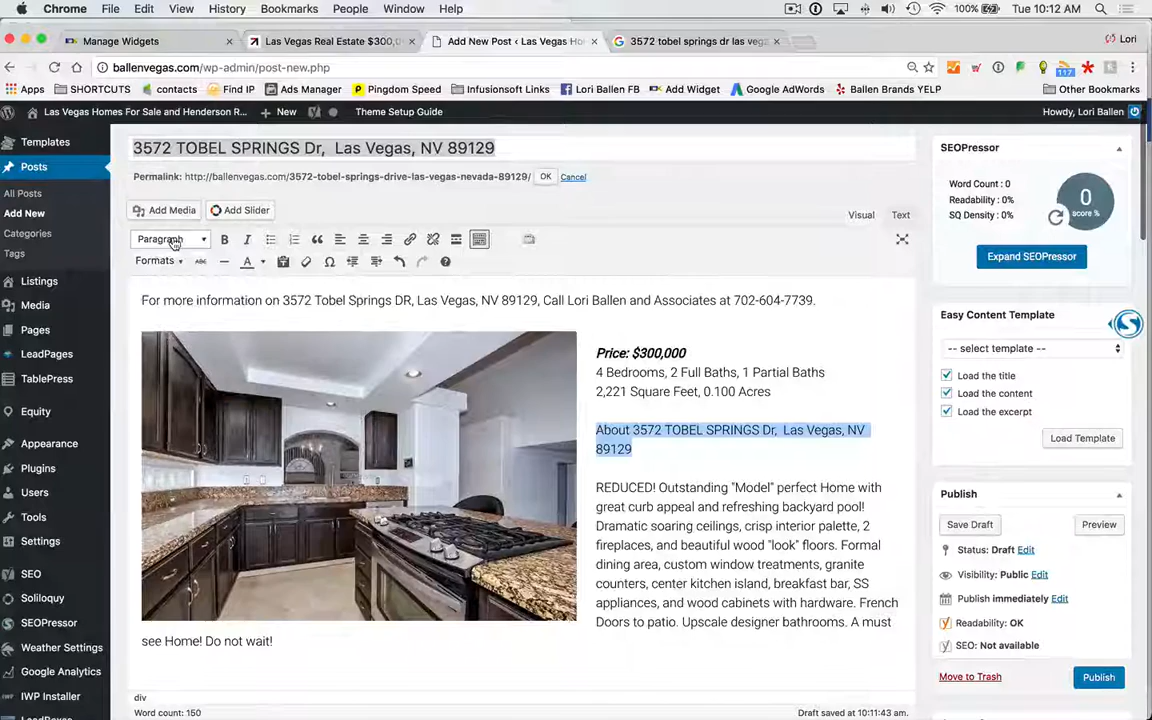 Chrome File Edit View History Bookmarks People Window Help 100% Tue 10:12 AM
Manage Widgets Las Vegas Real Estate $300,0 Add New Post ‹ Las Vegas Ho 3572 tobel springs dr las vega Lori
ballenvegas.com/wp-admin/post-new.php
Apps SHORTCUTS contacts Find IP Ads Manager Pingdom Speed Infusionsoft Links Lori Ballen FB Add Widget Google AdWords Ballen Brands YELP Other Bookmarks
117
Las Vegas Homes For Sale and Henderson R... New Theme Setup Guide Howdy, Lori Ballen
Templates
Posts
All Posts
Add New
Categories
Tags
Listings
Media
Pages
LeadPages
TablePress
Equity
Appearance
Plugins
Users
Tools
Settings
SEO
Soliloquy
SEOPressor
Weather Settings
Google Analytics
IWP Installer
3572 TOBEL SPRINGS Dr, Las Vegas, NV 89129
Permalink: http://ballenvegas.com/3572-tobel-springs-drive-las-vegas-nevada-89129/ OK Cancel
Add Media Add Slider Visual Text
Paragraph B I
Formats ABC A Ω
For more information on 3572 Tobel Springs DR, Las Vegas, NV 89129, Call Lori Ballen and Associates at 702-604-7739.
Price: $300,000
4 Bedrooms, 2 Full Baths, 1 Partial Baths
2,221 Square Feet, 0.100 Acres
About 3572 TOBEL SPRINGS Dr, Las Vegas, NV
89129
REDUCED! Outstanding "Model" perfect Home with
great curb appeal and refreshing backyard pool!
Dramatic soaring ceilings, crisp interior palette, 2
fireplaces, and beautiful wood "look" floors. Formal
dining area, custom window treatments, granite
counters, center kitchen island, breakfast bar, SS
appliances, and wood cabinets with hardware. French
Doors to patio. Upscale designer bathrooms. A must
see Home! Do not wait!
div
Word count: 150 Draft saved at 10:11:43 am.
SEOPressor
Word Count : 0
Readability : 0%
SQ Density : 0%
0
score %
Expand SEOPressor
Easy Content Template
-- select template --
Load the title
Load the content
Load the excerpt
Load Template
Publish
Save Draft Preview
Status: Draft Edit
Visibility: Public Edit
Publish immediately Edit
Readability: OK
SEO: Not available
Move to Trash Publish